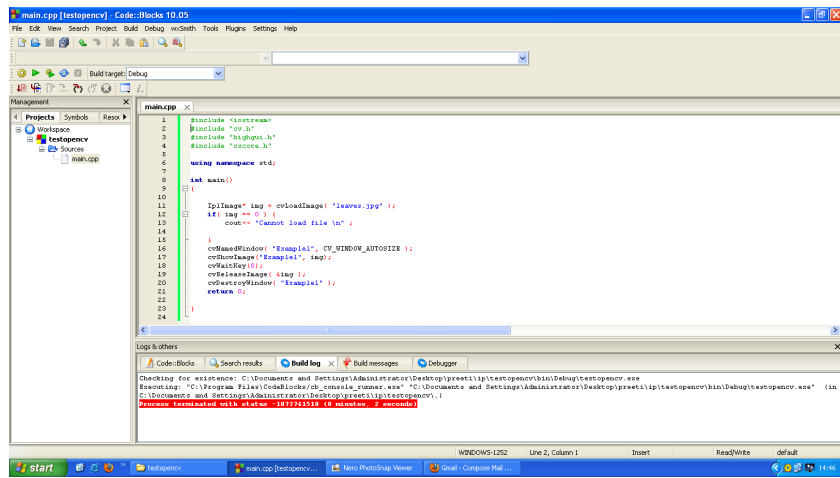 main.cpp [testopencv] - Code::Blocks 10.05
File Edit View Search Project Build Debug wxSmith Tools Plugins Settings Help
Build target: Debug
Management
main.cpp
Projects Symbols Resou
Workspace
testopencv
Sources
main.cpp
1 #include <iostream>
2 #include "cv.h"
3 #include "highgui.h"
4 #include "cxcore.h"
5
6 using namespace std;
7
8 int main()
9 {
10
11 IplImage* img = cvLoadImage( "leaves.jpg" );
12 if( img == 0 ) {
13 cout<< "Cannot load file \n" ;
14
15 }
16 cvNamedWindow( "Example1", CV_WINDOW_AUTOSIZE );
17 cvShowImage("Example1", img);
18 cvWaitKey(0);
19 cvReleaseImage( &img );
20 cvDestroyWindow( "Example1" );
21 return 0;
22
23 }
24
Logs & others
Code::Blocks Search results Build log Build messages Debugger
Checking for existence: C:\Documents and Settings\Administrator\Desktop\preeti\ip\testopencv\bin\Debug\testopencv.exe
Executing: "C:\Program Files\CodeBlocks/cb_console_runner.exe" "C:\Documents and Settings\Administrator\Desktop\preeti\ip\testopencv\bin\Debug\testopencv.exe" (in
C:\Documents and Settings\Administrator\Desktop\preeti\ip\testopencv\.)
Process terminated with status -1073741510 (0 minutes, 2 seconds)
WINDOWS-1252 Line 2, Column 1 Insert Read/Write default
start testopencv main.cpp [testopencv... Nero PhotoSnap Viewer Gmail - Compose Mail ... 14:46